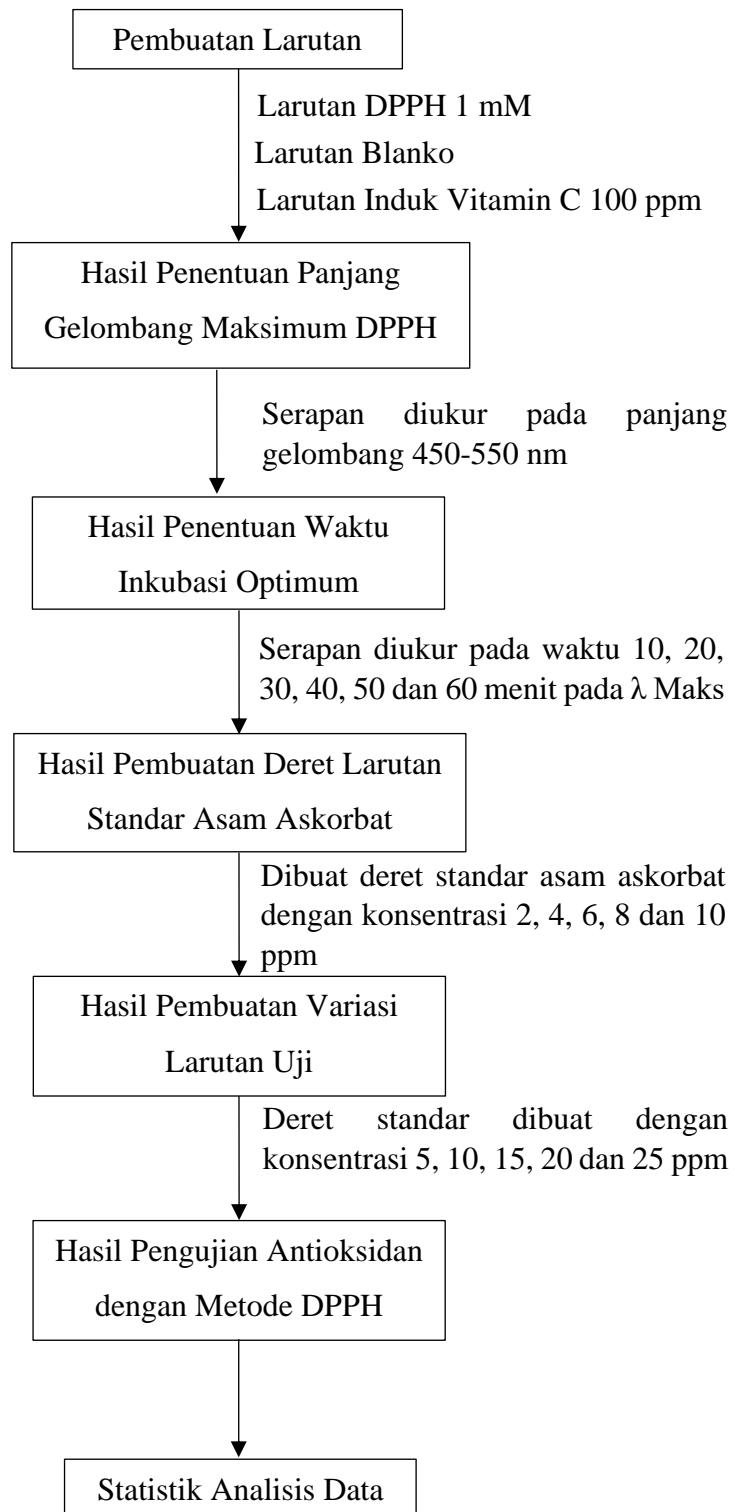 Pembuatan Larutan
Larutan DPPH 1 mM
Larutan Blanko
Larutan Induk Vitamin C 100 ppm
Hasil Penentuan Panjang
Gelombang Maksimum DPPH
Serapan diukur pada panjang
gelombang 450-550 nm
Hasil Penentuan Waktu
Inkubasi Optimum
Serapan diukur pada waktu 10, 20,
30, 40, 50 dan 60 menit pada λ Maks
Hasil Pembuatan Deret Larutan
Standar Asam Askorbat
Dibuat deret standar asam askorbat
dengan konsentrasi 2, 4, 6, 8 dan 10
ppm
Hasil Pembuatan Variasi
Larutan Uji
Deret standar dibuat dengan
konsentrasi 5, 10, 15, 20 dan 25 ppm
Hasil Pengujian Antioksidan
dengan Metode DPPH
Statistik Analisis Data